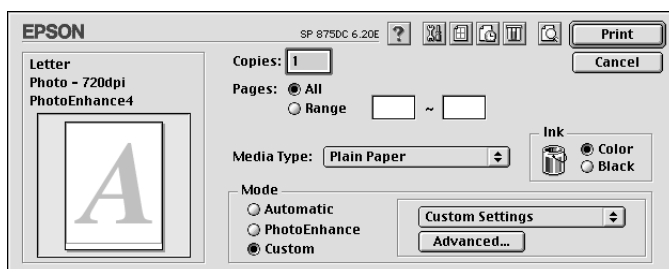 EPSON
SP 875DC 6.20E
?
Print
Letter
Photo - 720dpi
PhotoEnhance4
A
Copies: 1
Cancel
Pages: All
Range ~
Media Type: Plain Paper
Ink
Color
Black
Mode
Automatic
PhotoEnhance
Custom
Custom Settings
Advanced...